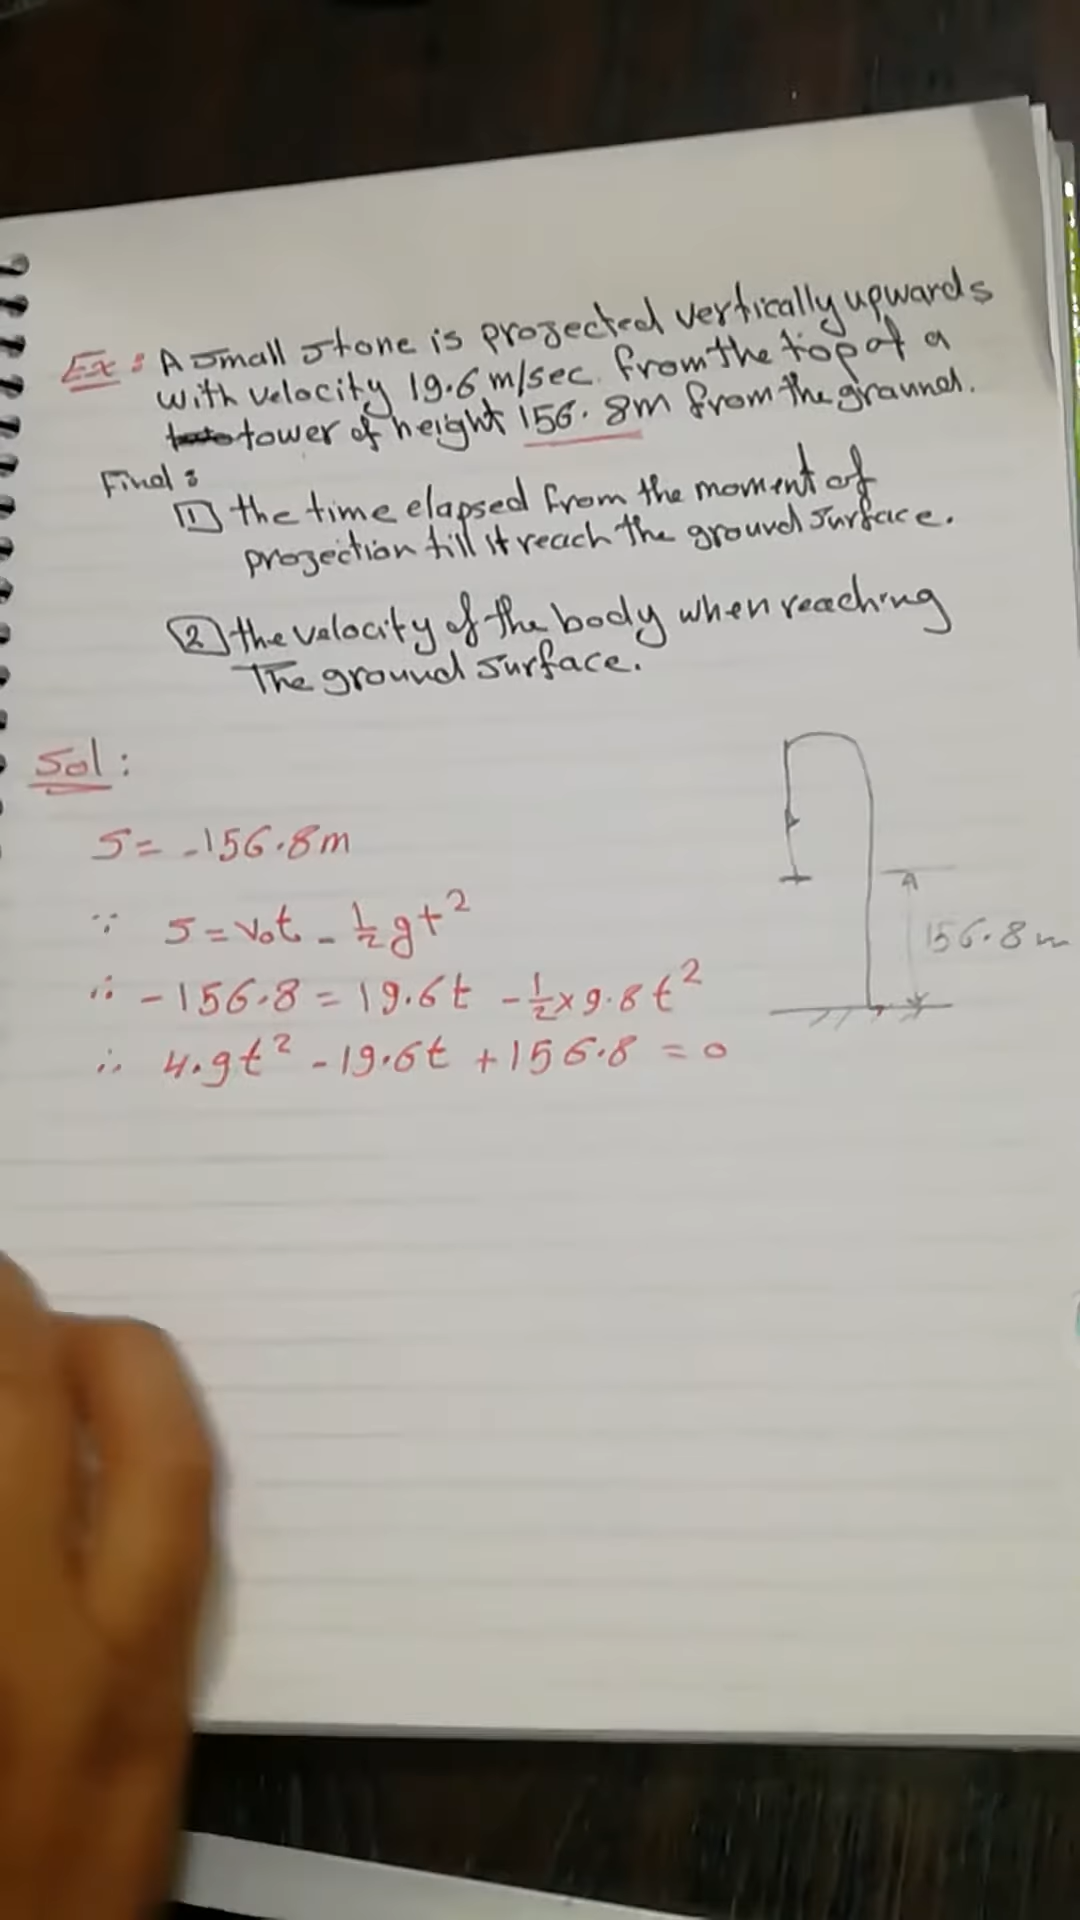 Ex: A small stone is projected vertically upwards
with velocity 19.6 m/sec. from the top of a
tower of height 156.8m from the ground.
Find:
1 the time elapsed from the moment of
projection till it reach the ground surface.
2 the velocity of the body when reaching
The ground surface.
Sol:
S = -156.8m
∵ S = V₀t - ½gt²
∴ -156.8 = 19.6t - ½×9.8t²
∴ 4.9t² - 19.6t + 156.8 = 0
156.8m